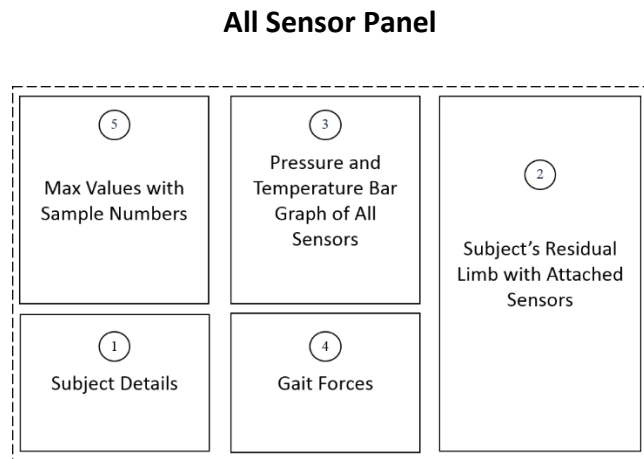 All Sensor Panel
5
Max Values with
Sample Numbers
3
Pressure and
Temperature Bar
Graph of All
Sensors
2
Subject’s Residual
Limb with Attached
Sensors
1
Subject Details
4
Gait Forces